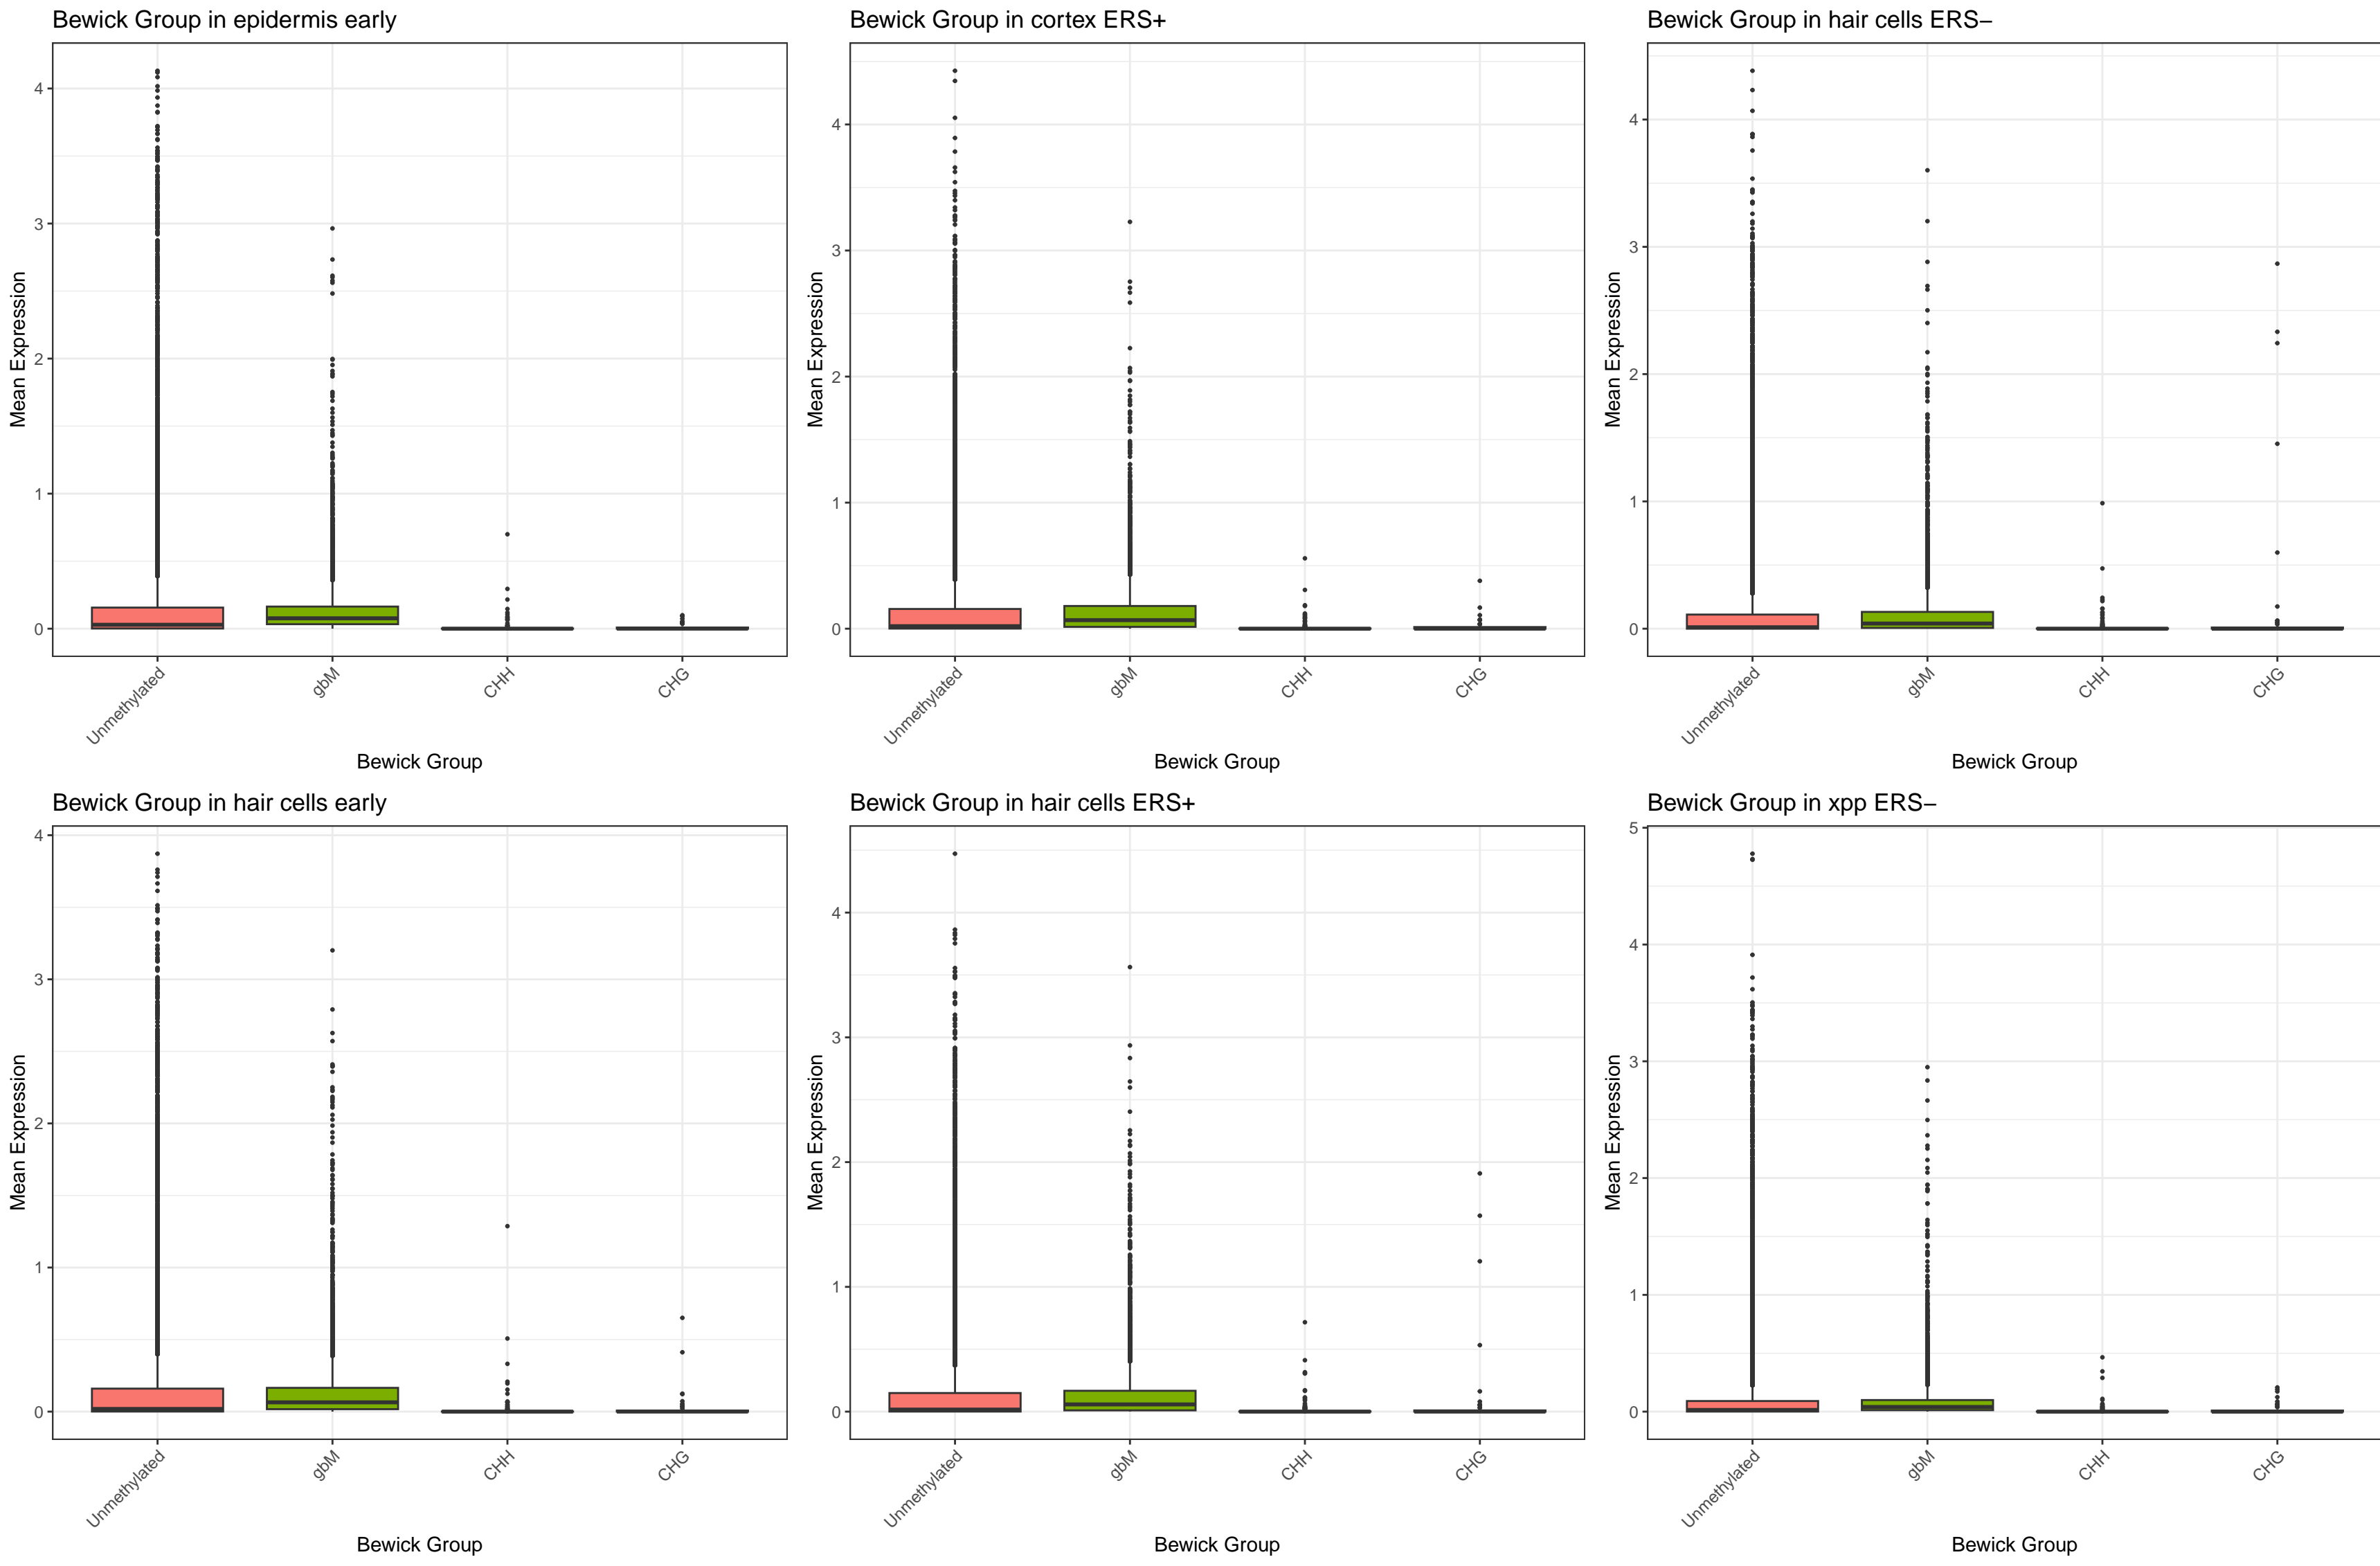 Bewick Group in epidermis early
Mean Expression
4
3
2
1
0
Unmethylated
gbM
CHH
CHG
Bewick Group
Bewick Group in cortex ERS+
Mean Expression
4
3
2
1
0
Unmethylated
gbM
CHH
CHG
Bewick Group
Bewick Group in hair cells ERS−
Mean Expression
4
3
2
1
0
Unmethylated
gbM
CHH
CHG
Bewick Group
Bewick Group in hair cells early
Mean Expression
4
3
2
1
0
Unmethylated
gbM
CHH
CHG
Bewick Group
Bewick Group in hair cells ERS+
Mean Expression
4
3
2
1
0
Unmethylated
gbM
CHH
CHG
Bewick Group
Bewick Group in xpp ERS−
Mean Expression
5
4
3
2
1
0
Unmethylated
gbM
CHH
CHG
Bewick Group